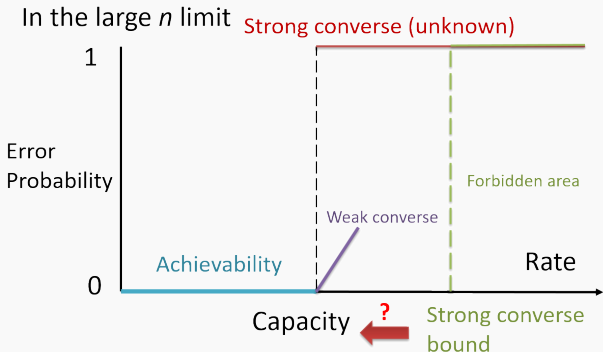 In the large n limit
Strong converse (unknown)
1
Error
Probability
Forbidden area
Weak converse
Achievability
Rate
0
Capacity
?
Strong converse
bound